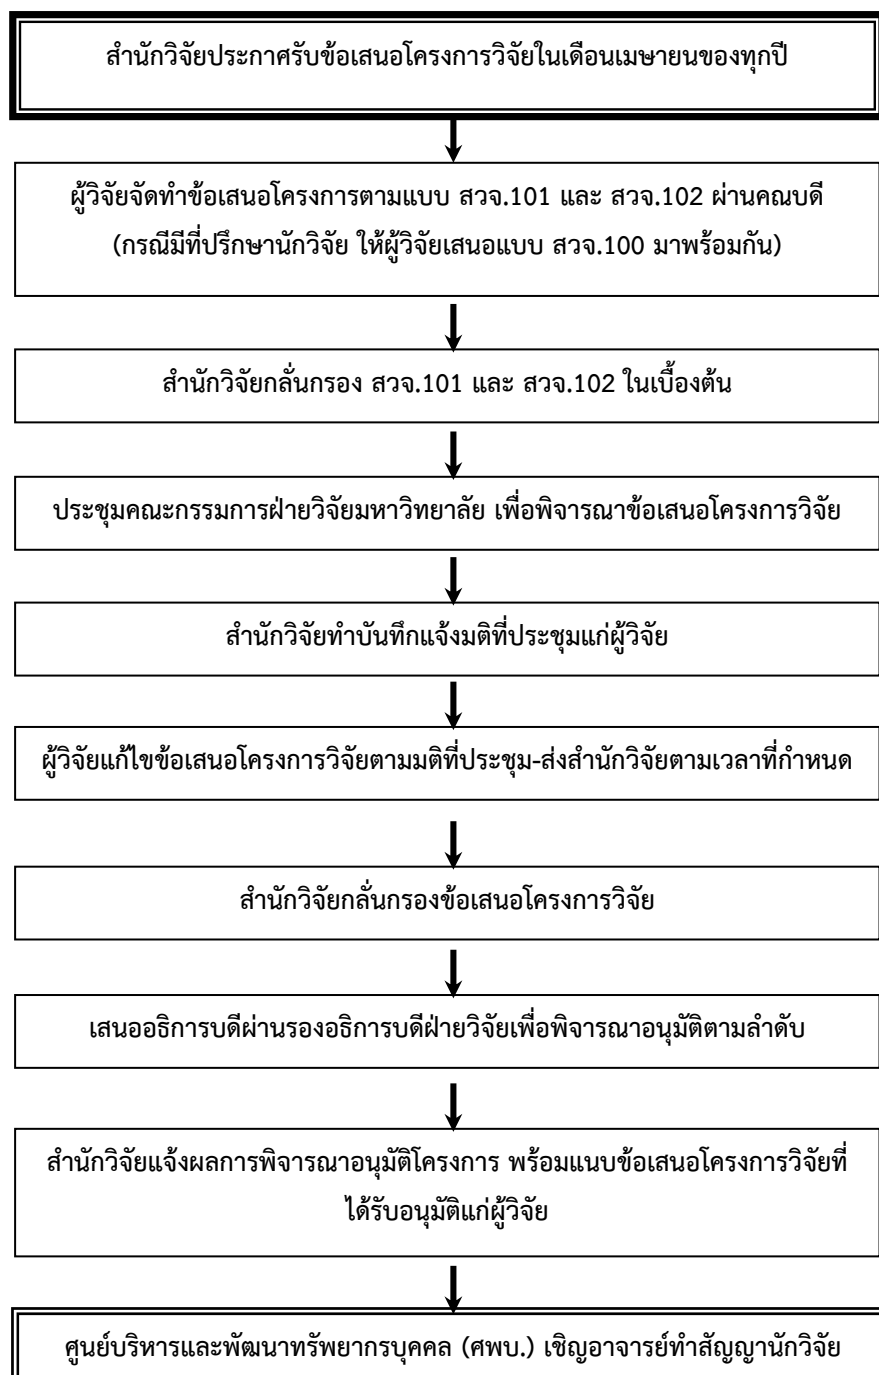 สำนักวิจัยประกาศรับข้อเสนอโครงการวิจัยในเดือนเมษายนของทุกปี
ผู้วิจัยจัดทำข้อเสนอโครงการตามแบบ สวจ.101 และ สวจ.102 ผ่านคณบดี
(กรณีมีที่ปรึกษานักวิจัย ให้ผู้วิจัยเสนอแบบ สวจ.100 มาพร้อมกัน)
สำนักวิจัยกลั่นกรอง สวจ.101 และ สวจ.102 ในเบื้องต้น
ประชุมคณะกรรมการฝ่ายวิจัยมหาวิทยาลัย เพื่อพิจารณาข้อเสนอโครงการวิจัย
สำนักวิจัยทำบันทึกแจ้งมติที่ประชุมแก่ผู้วิจัย
ผู้วิจัยแก้ไขข้อเสนอโครงการวิจัยตามมติที่ประชุม-ส่งสำนักวิจัยตามเวลาที่กำหนด
สำนักวิจัยกลั่นกรองข้อเสนอโครงการวิจัย
เสนออธิการบดีผ่านรองอธิการบดีฝ่ายวิจัยเพื่อพิจารณาอนุมัติตามลำดับ
สำนักวิจัยแจ้งผลการพิจารณาอนุมัติโครงการ พร้อมแนบข้อเสนอโครงการวิจัยที่
ได้รับอนุมัติแก่ผู้วิจัย
ศูนย์บริหารและพัฒนาทรัพยากรบุคคล (ศพบ.) เชิญอาจารย์ทำสัญญานักวิจัย